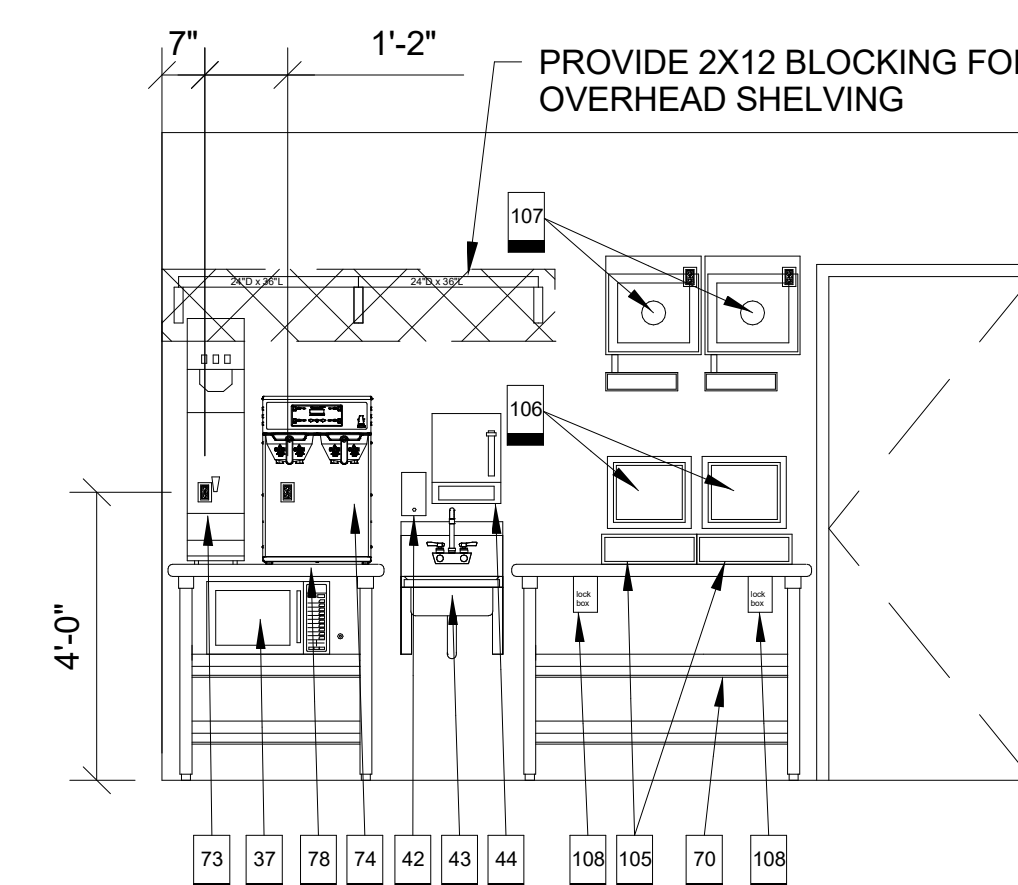 7" 1'-2"
PROVIDE 2X12 BLOCKING FO
OVERHEAD SHELVING
107
24"D x 36"L 24"D x 36"L
106
4'-0"
lock
box
lock
box
73 37 78 74 42 43 44 108 105 70 108